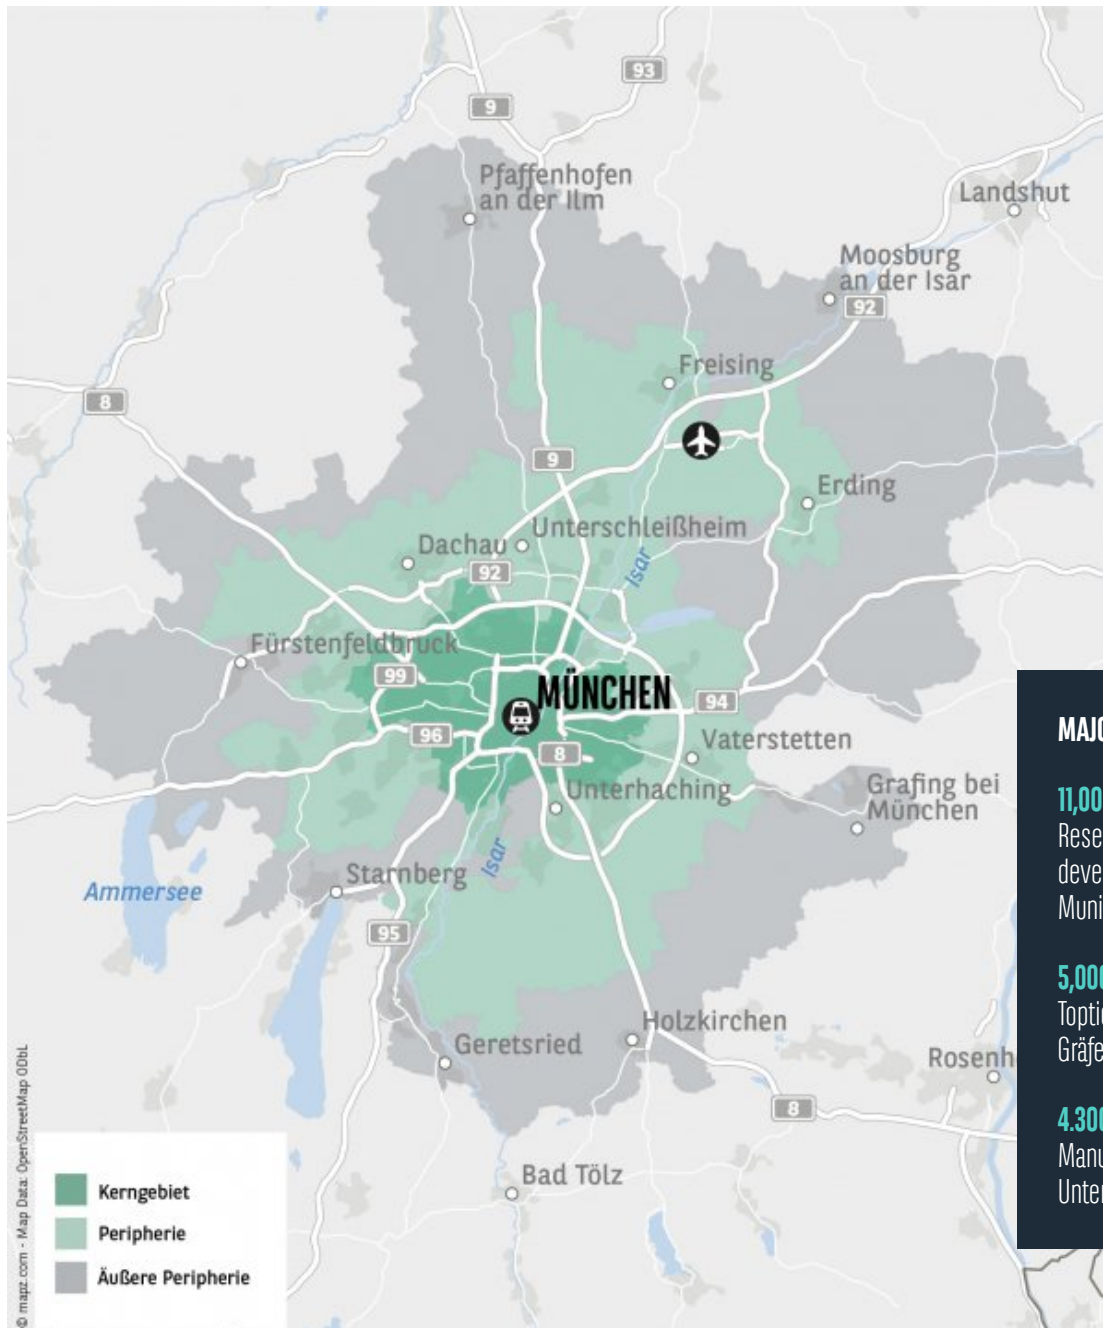 93
9
Pfaffenhofen
an der Ilm
Landshut
Moosburg
an der Isar
92
Freising
8
9
Erding
Unterschleißheim
Dachau
92
Isar
Fürstenfeldbruck
99
MÜNCHEN
94
96
8
Vaterstetten
Unterhaching
Grafing bei
München
Isar
Starnberg
Ammersee
95
Holzkirchen
Geretsried
8
Bad Tölz
Kerngebiet
Peripherie
Äußere Peripherie
© mapz.com - Map Data: OpenStreetMap ODbL